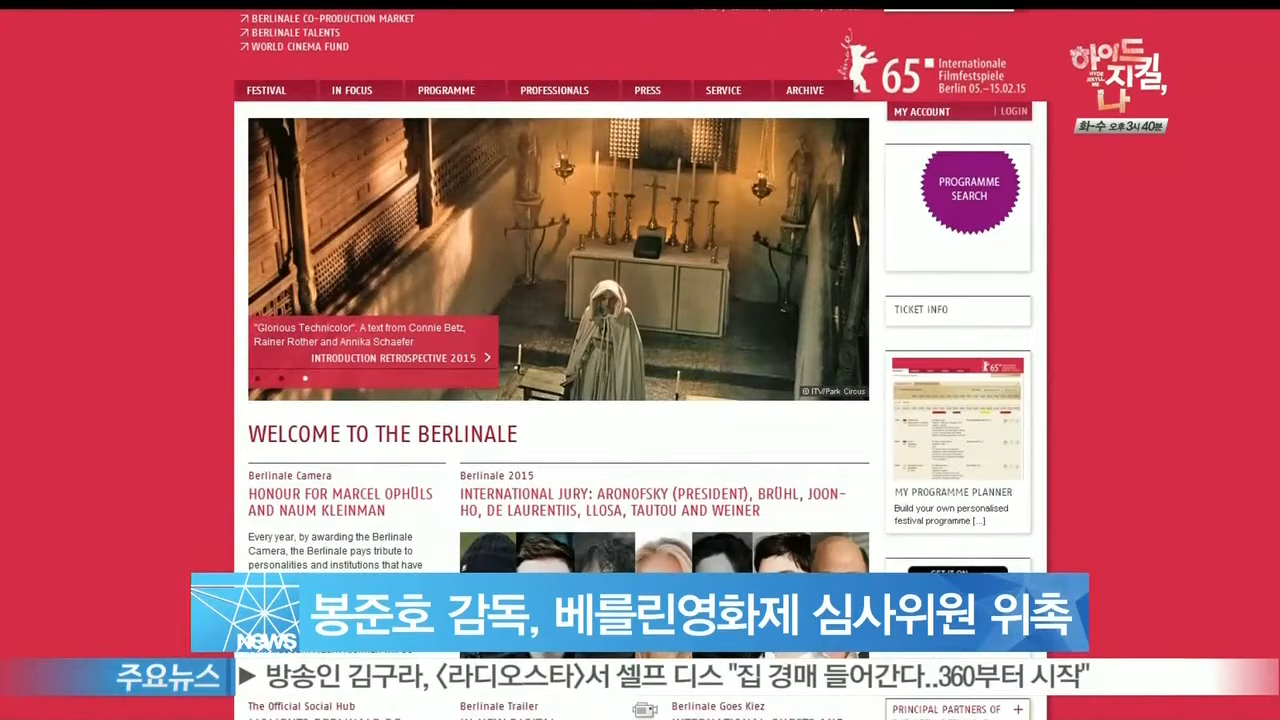 BERLINALE CO-PRODUCTION MARKET
BERLINALE TALENTS
WORLD CINEMA FUND
65
Internationale
Filmfestspiele
Berlin 05.–15.02.15
하이드
HYDE
JEKYLL,
ME
지킬,
나
화-수 오후 3시 40분
FESTIVAL
IN FOCUS
PROGRAMME
PROFESSIONALS
PRESS
SERVICE
ARCHIVE
MY ACCOUNT
| LOGIN
PROGRAMME
SEARCH
TICKET INFO
"Glorious Technicolor". A text from Connie Betz,
Rainer Rother and Annika Schaefer
INTRODUCTION RETROSPECTIVE 2015
© ITV/Park Circus
WELCOME TO THE BERLINALE
Berlinale Camera
HONOUR FOR MARCEL OPHÜLS
AND NAUM KLEINMAN
Every year, by awarding the Berlinale
Camera, the Berlinale pays tribute to
personalities and institutions that have
Berlinale 2015
INTERNATIONAL JURY: ARONOFSKY (PRESIDENT), BRÜHL, JOON-
HO, DE LAURENTIIS, LLOSA, TAUTOU AND WEINER
MY PROGRAMME PLANNER
Build your own personalised
festival programme [...]
GET IT ON
NEWS
봉준호 감독, 베를린영화제 심사위원 위촉
주요뉴스
▶ 방송인 김구라, <라디오스타>서 셀프 디스 "집 경매 들어간다..360부터 시작"
The Official Social Hub
Berlinale Trailer
Berlinale Goes Kiez
PRINCIPAL PARTNERS OF